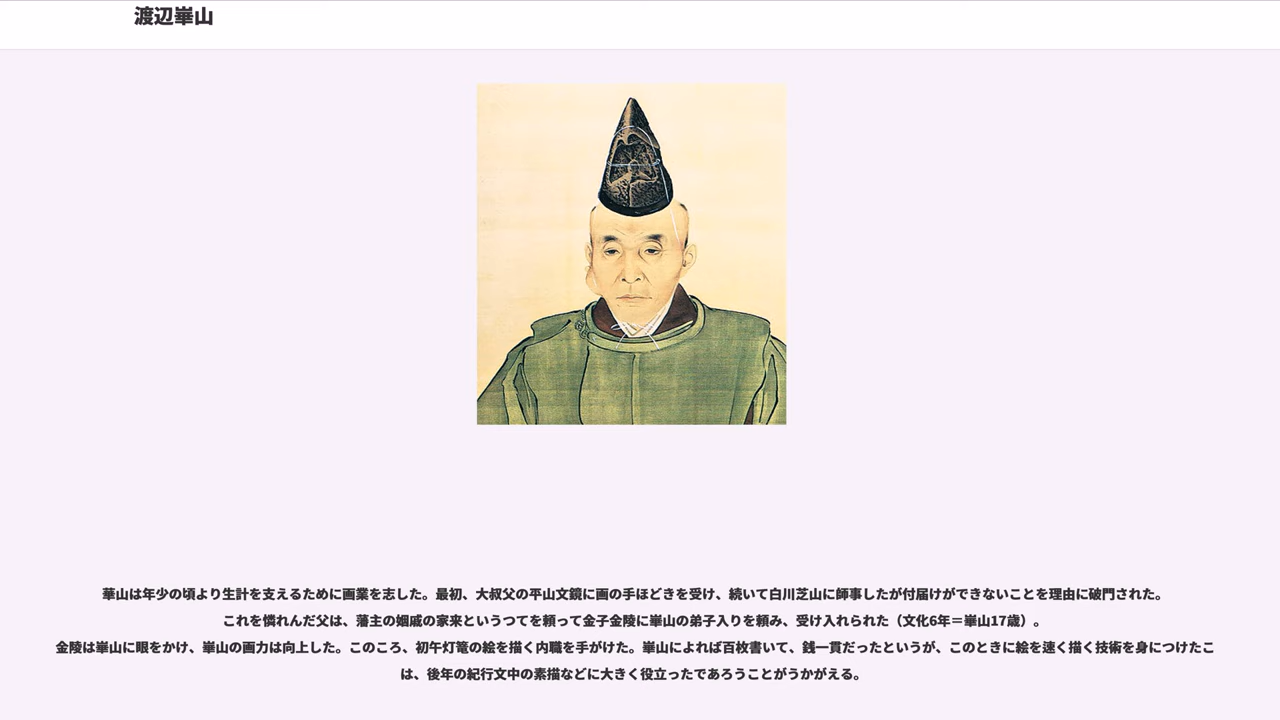 渡辺崋山
華山は年少の頃より生計を支えるために画業を志した。最初、大叔父の平山文鏡に画の手ほどきを受け、続いて白川芝山に師事したが付届けができないことを理由に破門された。
これを憐れんだ父は、藩主の姻戚の家来というつてを頼って金子金陵に崋山の弟子入りを頼み、受け入れられた（文化6年＝崋山17歳）。
金陵は崋山に眼をかけ、崋山の画力は向上した。このころ、初午灯篭の絵を描く内職を手がけた。崋山によれば百枚書いて、銭一貫だったというが、このときに絵を速く描く技術を身につけたこ
は、後年の紀行文中の素描などに大きく役立ったであろうことがうかがえる。